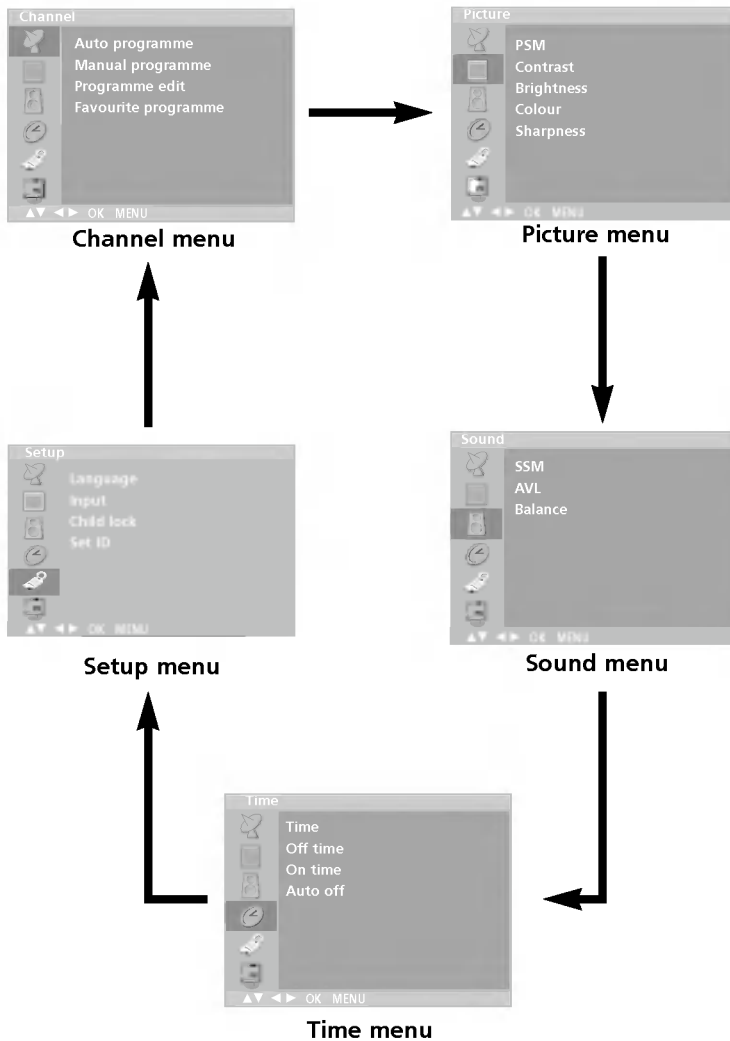 Channel
Auto programme
Manual programme
Programme edit
Favourite programme
▲▼ ◄► OK MENU
Channel menu
Picture
PSM
Contrast
Brightness
Colour
Sharpness
▲▼ ◄► OK MENU
Picture menu
Setup
Language
Input
Child lock
Set ID
▲▼ ◄► OK MENU
Setup menu
Sound
SSM
AVL
Balance
▲▼ ◄► OK MENU
Sound menu
Time
Time
Off time
On time
Auto off
▲▼ ◄► OK MENU
Time menu